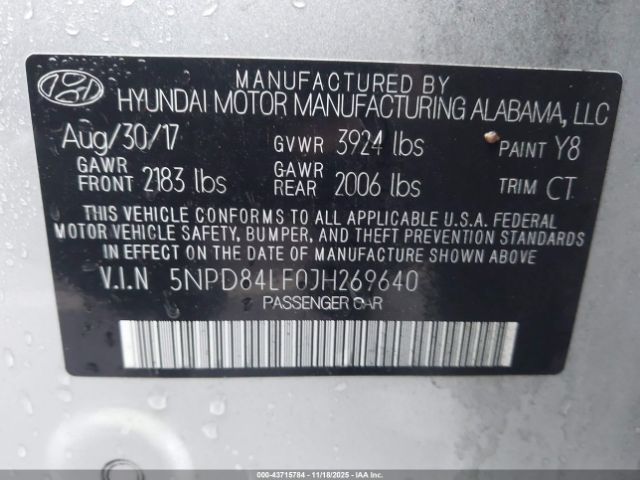 MANUFACTURED BY
HYUNDAI MOTOR MANUFACTURING ALABAMA, LLC
Aug/30/17 GVWR 3924 lbs PAINT Y8
GAWR FRONT 2183 lbs GAWR REAR 2006 lbs TRIM CT
THIS VEHICLE CONFORMS TO ALL APPLICABLE U.S.A. FEDERAL
MOTOR VEHICLE SAFETY, BUMPER, AND THEFT PREVENTION STANDARDS
IN EFFECT ON THE DATE OF MANUFACTURE SHOWN ABOVE.
V.I.N 5NPD84LF0JH269640
PASSENGER CAR
000-43715784 - 11/18/2025 - IAAI.COM